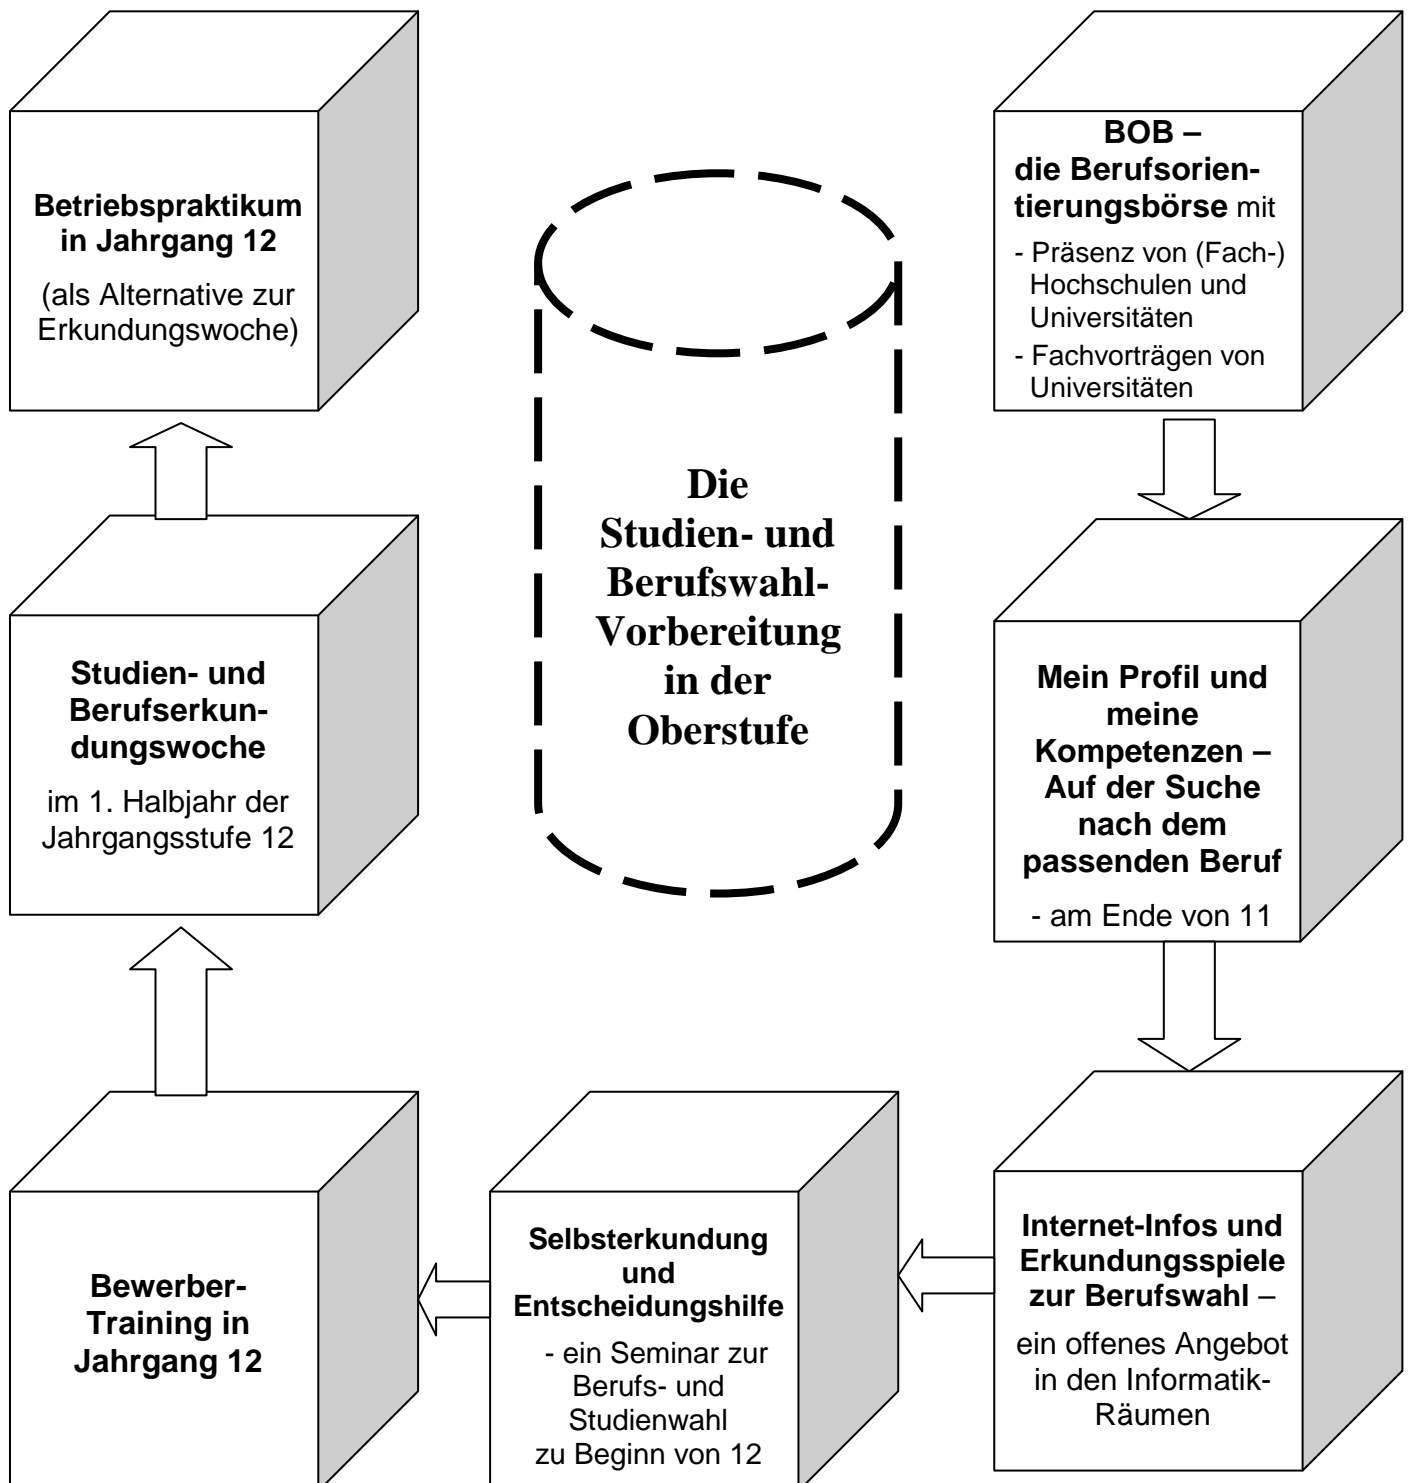 Betriebspraktikum
in Jahrgang 12
(als Alternative zur
Erkundungswoche)
Die
Studien- und
Berufswahl-
Vorbereitung
in der
Oberstufe
BOB –
die Berufsorien-
tierungsbörse mit
- Präsenz von (Fach-)
Hochschulen und
Universitäten
- Fachvorträgen von
Universitäten
Mein Profil und
meine
Kompetenzen –
Auf der Suche
nach dem
passenden Beruf
- am Ende von 11
Internet-Infos und
Erkundungsspiele
zur Berufswahl –
ein offenes Angebot
in den Informatik-
Räumen
Selbsterkundung
und
Entscheidungshilfe
- ein Seminar zur
Berufs- und
Studienwahl
zu Beginn von 12
Bewerber-
Training in
Jahrgang 12
Studien- und
Berufserkun-
dungswoche
im 1. Halbjahr der
Jahrgangsstufe 12